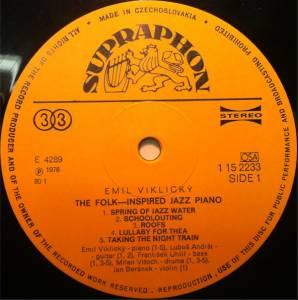 MADE IN CZECHOSLOVAKIA
ALL RIGHTS OF THE RECORD PRODUCER AND OF THE OWNER OF THE WORK RECORDED RESERVED - REPRODUCTION - USE OF THIS DISC FOR PUBLIC PERFORMANCE AND BROADCASTING PROHIBITED
SUPRAPHON
33
STEREO
E 4289
℗ 1978
80 1
OSA
1 15 2233
SIDE 1
EMIL VIKLICKÝ
THE FOLK—INSPIRED JAZZ PIANO
1. SPRING OF JAZZ WATER
2. SCHOOLOUTING
3. ROOFS
4. LULLABY FOR THEA
5. TAKING THE NIGHT TRAIN
Emil Viklický - piano (1-5), Luboš Andršt -
guitar (1, 2), František Uhlíř - bass
(1, 3-5), Milan Vitoch - drums (1, 3-5),
Jan Beránek - violin (1)